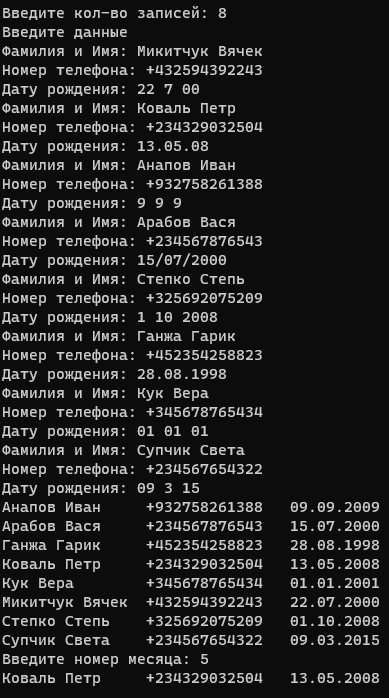 Введите кол-во записей: 8
Введите данные
Фамилия и Имя: Микитчук Вячек
Номер телефона: +432594392243
Дату рождения: 22 7 00
Фамилия и Имя: Коваль Петр
Номер телефона: +234329032504
Дату рождения: 13.05.08
Фамилия и Имя: Анапов Иван
Номер телефона: +932758261388
Дату рождения: 9 9 9
Фамилия и Имя: Арабов Вася
Номер телефона: +234567876543
Дату рождения: 15/07/2000
Фамилия и Имя: Степко Степь
Номер телефона: +325692075209
Дату рождения: 1 10 2008
Фамилия и Имя: Ганжа Гарик
Номер телефона: +452354258823
Дату рождения: 28.08.1998
Фамилия и Имя: Кук Вера
Номер телефона: +345678765434
Дату рождения: 01 01 01
Фамилия и Имя: Супчик Света
Номер телефона: +234567654322
Дату рождения: 09 3 15
Анапов Иван +932758261388 09.09.2009
Арабов Вася +234567876543 15.07.2000
Ганжа Гарик +452354258823 28.08.1998
Коваль Петр +234329032504 13.05.2008
Кук Вера +345678765434 01.01.2001
Микитчук Вячек +432594392243 22.07.2000
Степко Степь +325692075209 01.10.2008
Супчик Света +234567654322 09.03.2015
Введите номер месяца: 5
Коваль Петр +234329032504 13.05.2008